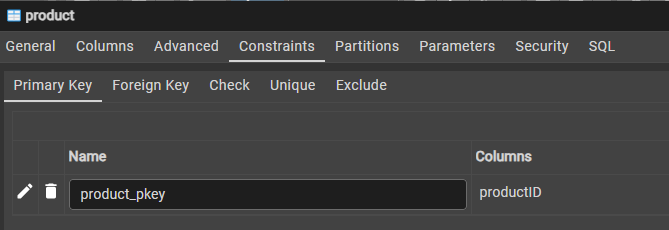 product
General Columns Advanced Constraints Partitions Parameters Security SQL
Primary Key Foreign Key Check Unique Exclude
Name Columns
product_pkey productID